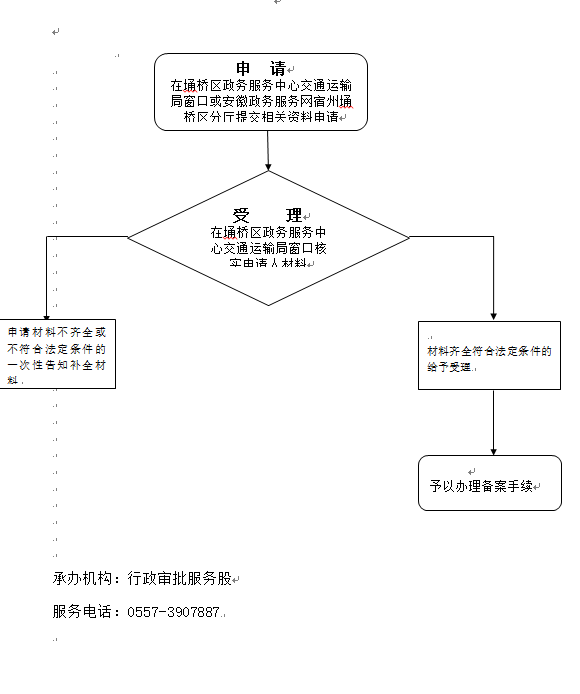 申 请
在埇桥区政务服务中心交通运输
局窗口或安徽政务服务网宿州埇
桥区分厅提交相关资料申请
受 理
在埇桥区政务服务中
心交通运输局窗口核
实申请人材料
申请材料不齐全或
不符合法定条件的
一次性告知补全材
料。
材料齐全符合法定条件的
给予受理。
予以办理备案手续
承办机构：行政审批服务股
服务电话：0557-3907887